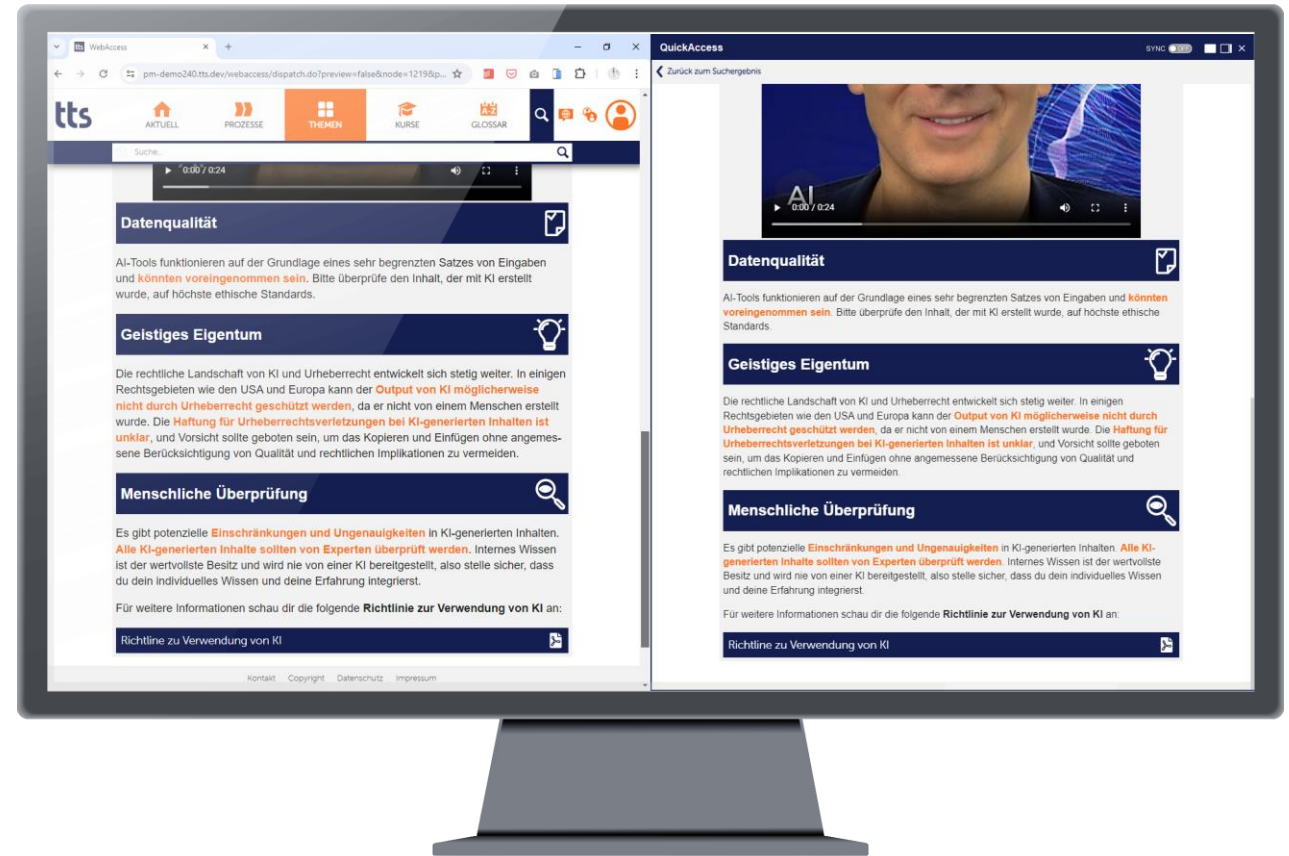 WebAccess
pm-demo240.tts.dev/webaccess/dispatch.do?preview=false&node=1219&p...
tts
AKTUELL
PROZESSE
THEMEN
KURSE
A-Z
GLOSSAR
Suche...
0:00 / 0:24
Datenqualität
AI-Tools funktionieren auf der Grundlage eines sehr begrenzten Satzes von Eingaben
und könnten voreingenommen sein. Bitte überprüfe den Inhalt, der mit KI erstellt
wurde, auf höchste ethische Standards.
Geistiges Eigentum
Die rechtliche Landschaft von KI und Urheberrecht entwickelt sich stetig weiter. In einigen
Rechtsgebieten wie den USA und Europa kann der Output von KI möglicherweise
nicht durch Urheberrecht geschützt werden, da er nicht von einem Menschen erstellt
wurde. Die Haftung für Urheberrechtsverletzungen bei KI-generierten Inhalten ist
unklar, und Vorsicht sollte geboten sein, um das Kopieren und Einfügen ohne angemes-
sene Berücksichtigung von Qualität und rechtlichen Implikationen zu vermeiden.
Menschliche Überprüfung
Es gibt potenzielle Einschränkungen und Ungenauigkeiten in KI-generierten Inhalten.
Alle KI-generierten Inhalte sollten von Experten überprüft werden. Internes Wissen
ist der wertvollste Besitz und wird nie von einer KI bereitgestellt, also stelle sicher, dass
du dein individuelles Wissen und deine Erfahrung integrierst.
Für weitere Informationen schau dir die folgende Richtlinie zur Verwendung von KI an:
Richtline zu Verwendung von KI
Kontakt Copyright Datenschutz Impressum
QuickAccess
SYNC OFF
Zurück zum Suchergebnis
AI
0:00 / 0:24
Datenqualität
AI-Tools funktionieren auf der Grundlage eines sehr begrenzten Satzes von Eingaben und könnten
voreingenommen sein. Bitte überprüfe den Inhalt, der mit KI erstellt wurde, auf höchste ethische
Standards.
Geistiges Eigentum
Die rechtliche Landschaft von KI und Urheberrecht entwickelt sich stetig weiter. In einigen
Rechtsgebieten wie den USA und Europa kann der Output von KI möglicherweise nicht durch
Urheberrecht geschützt werden, da er nicht von einem Menschen erstellt wurde. Die Haftung für
Urheberrechtsverletzungen bei KI-generierten Inhalten ist unklar, und Vorsicht sollte geboten
sein, um das Kopieren und Einfügen ohne angemessene Berücksichtigung von Qualität und
rechtlichen Implikationen zu vermeiden.
Menschliche Überprüfung
Es gibt potenzielle Einschränkungen und Ungenauigkeiten in KI-generierten Inhalten. Alle KI-
generierten Inhalte sollten von Experten überprüft werden. Internes Wissen ist der wertvollste
Besitz und wird nie von einer KI bereitgestellt, also stelle sicher, dass du dein individuelles Wissen
und deine Erfahrung integrierst.
Für weitere Informationen schau dir die folgende Richtlinie zur Verwendung von KI an:
Richtline zu Verwendung von KI